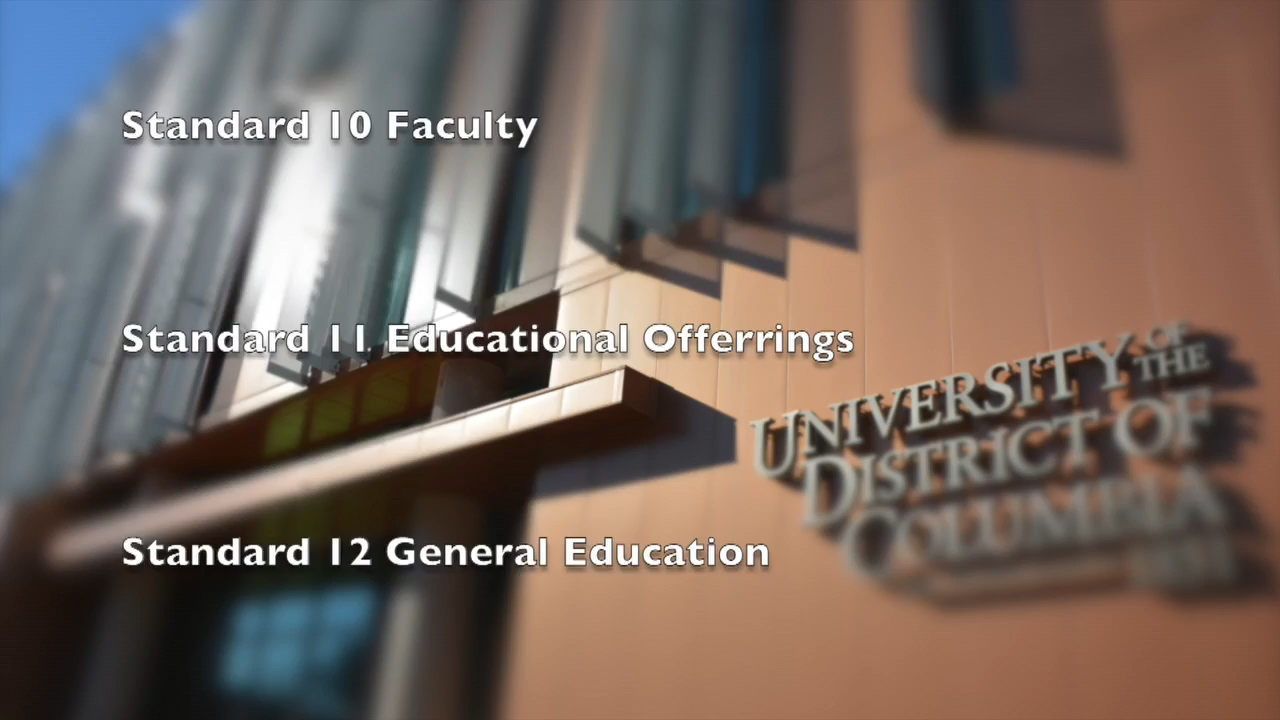 Standard 10 Faculty
Standard 11 Educational Offerrings
Standard 12 General Education
UNIVERSITY OF THE
DISTRICT OF
COLUMBIA